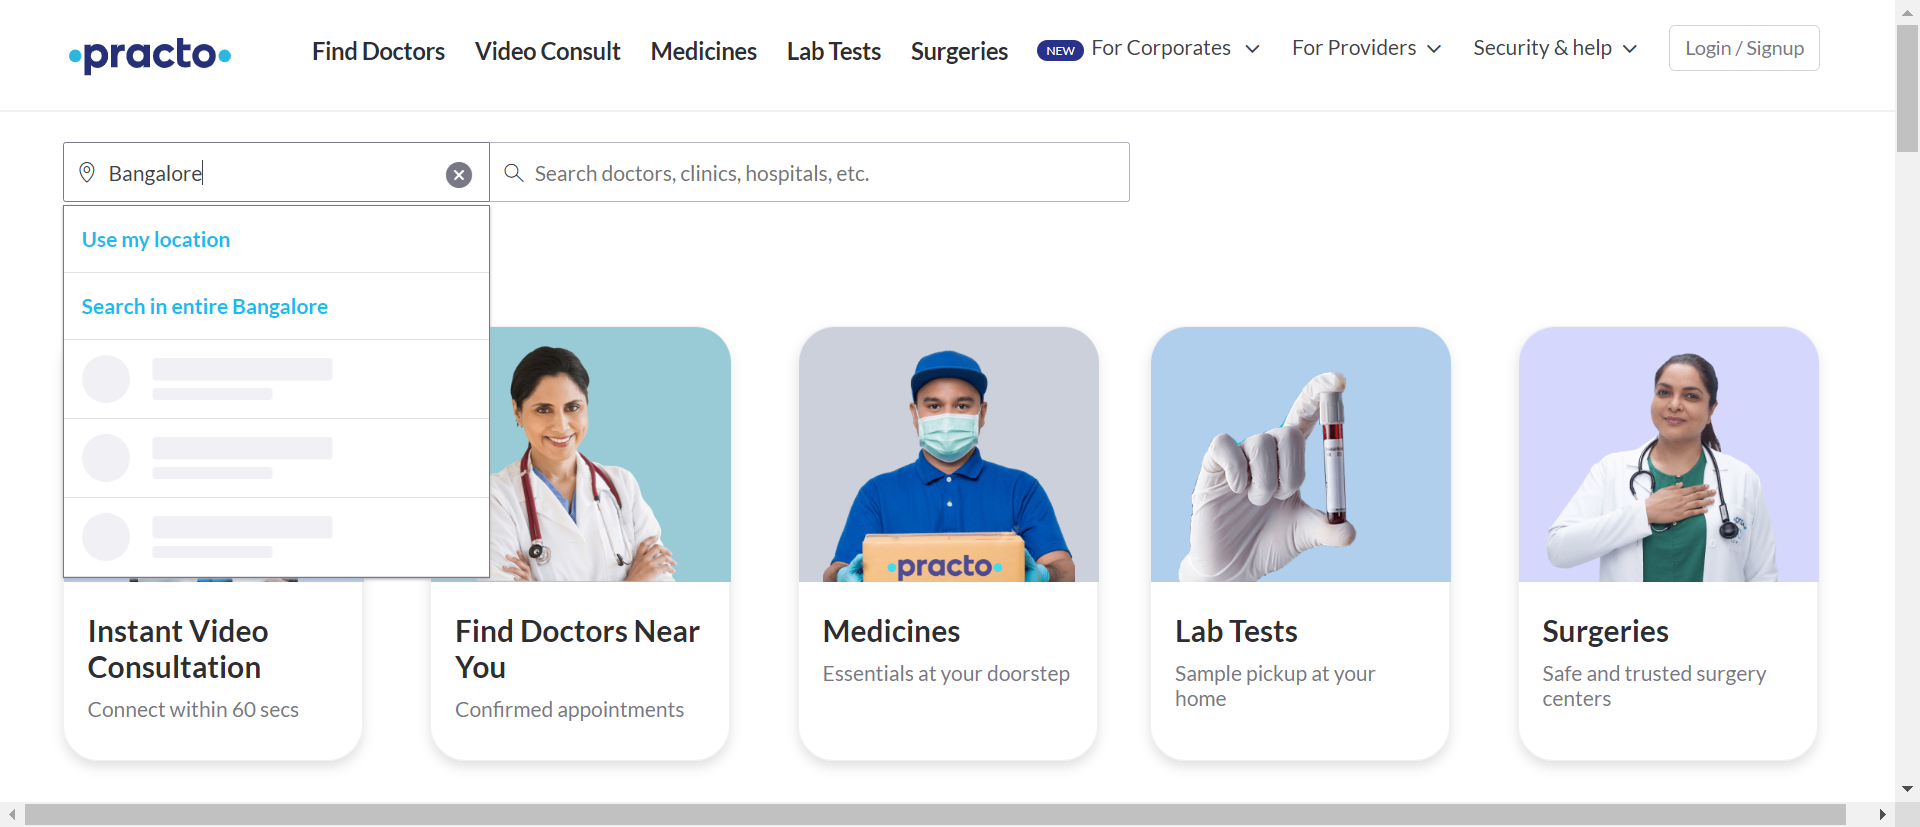 practo
Find Doctors
Video Consult
Medicines
Lab Tests
Surgeries
NEW
For Corporates
For Providers
Security & help
Login / Signup
Bangalore
Search doctors, clinics, hospitals, etc.
Use my location
Search in entire Bangalore
practo
Instant Video
Consultation
Connect within 60 secs
Find Doctors Near
You
Confirmed appointments
Medicines
Essentials at your doorstep
Lab Tests
Sample pickup at your
home
Surgeries
Safe and trusted surgery
centers